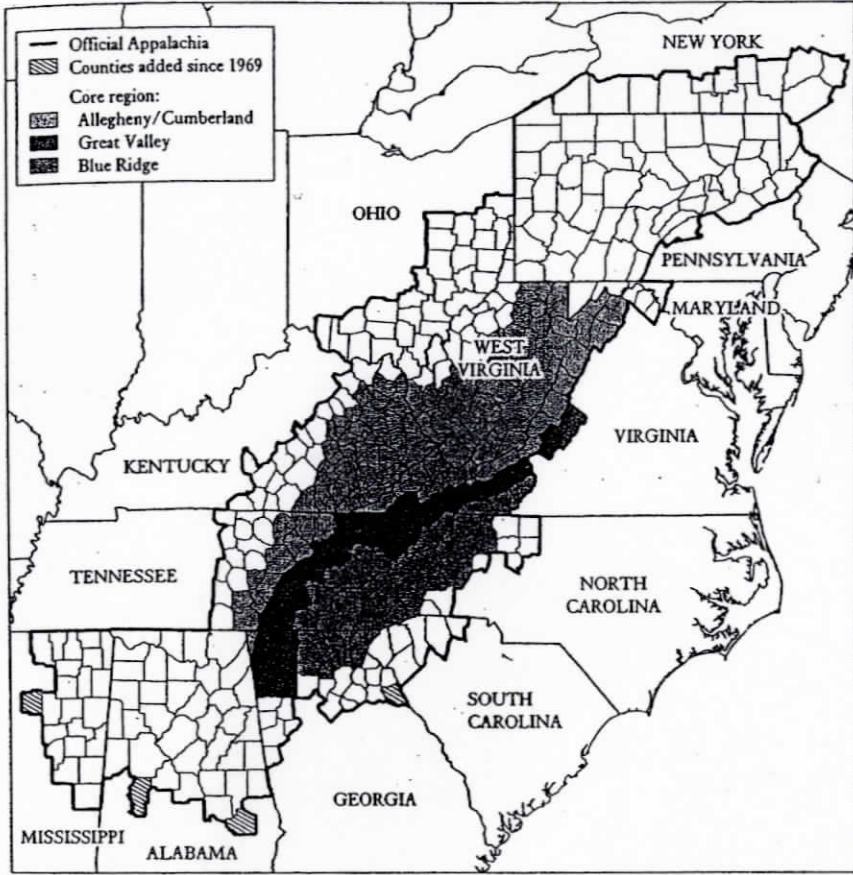 Official Appalachia
Counties added since 1969
Core region:
Allegheny/Cumberland
Great Valley
Blue Ridge
NEW YORK
OHIO
PENNSYLVANIA
MARYLAND
WEST
VIRGINIA
VIRGINIA
KENTUCKY
TENNESSEE
NORTH
CAROLINA
SOUTH
CAROLINA
GEORGIA
MISSISSIPPI
ALABAMA